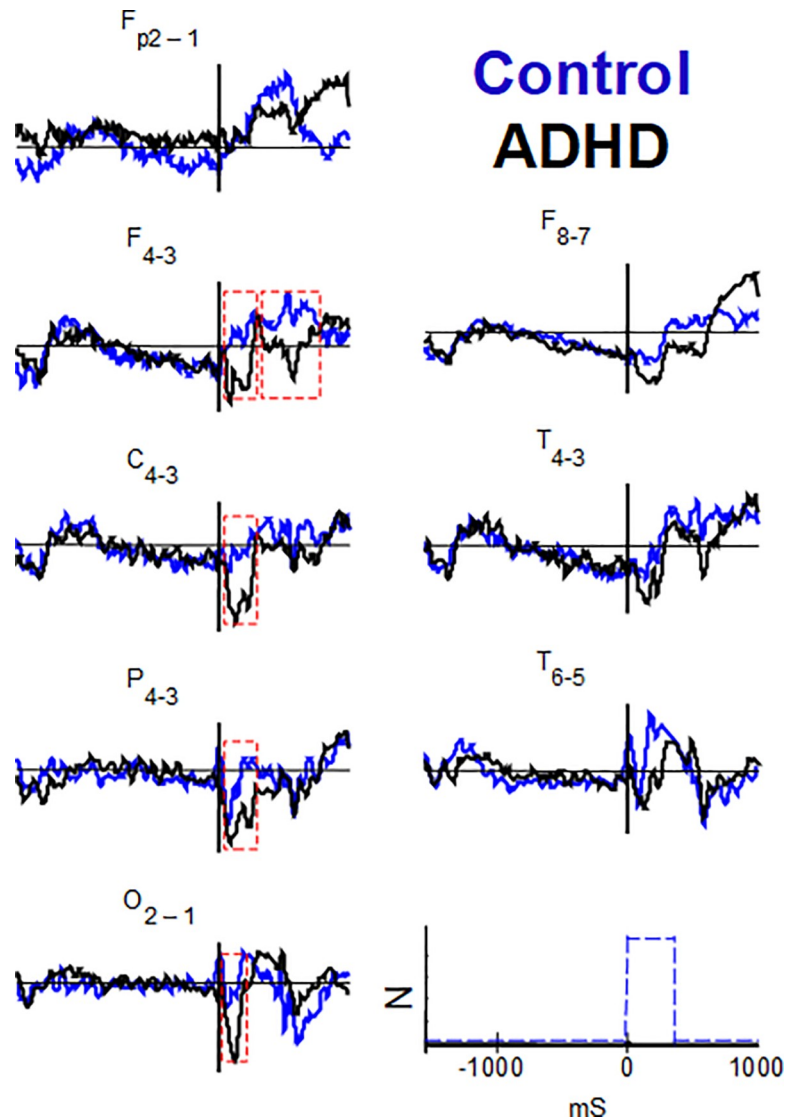 Fp2 – 1
Control
ADHD
F4-3
F8-7
C4-3
T4-3
P4-3
T6-5
O2 – 1
N
-1000 0 1000
mS